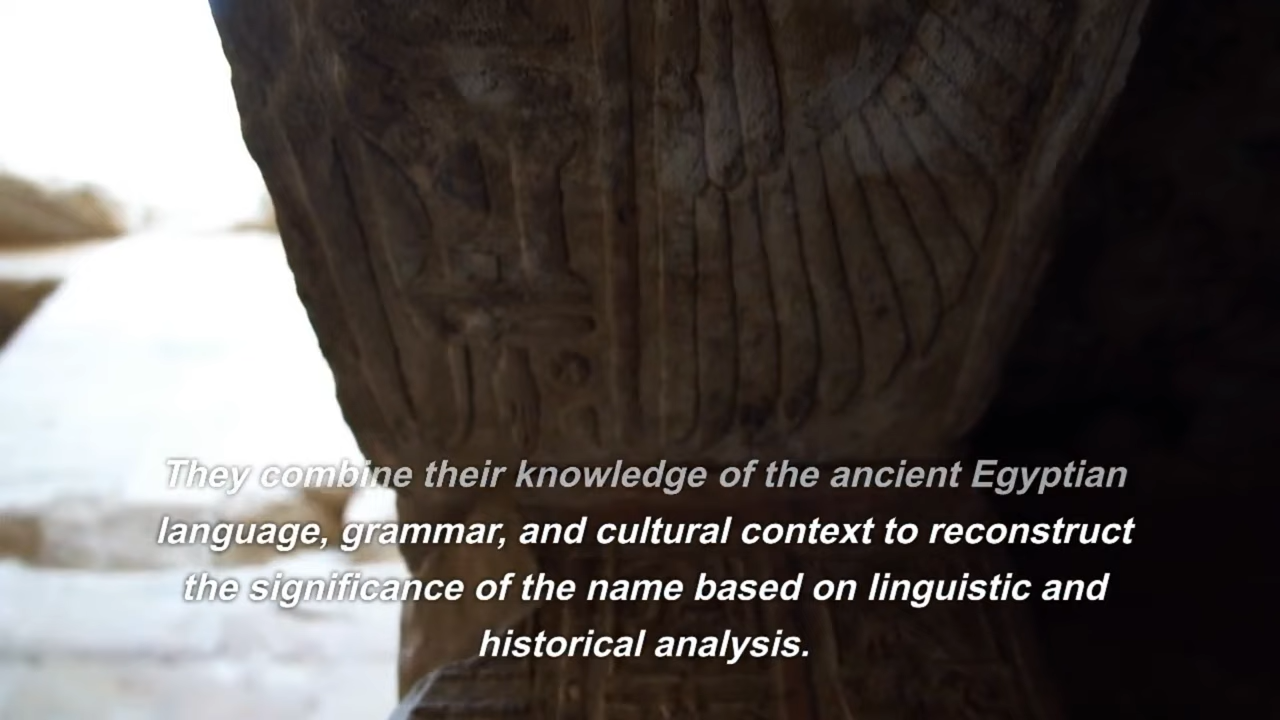 They combine their knowledge of the ancient Egyptian
language, grammar, and cultural context to reconstruct
the significance of the name based on linguistic and
historical analysis.